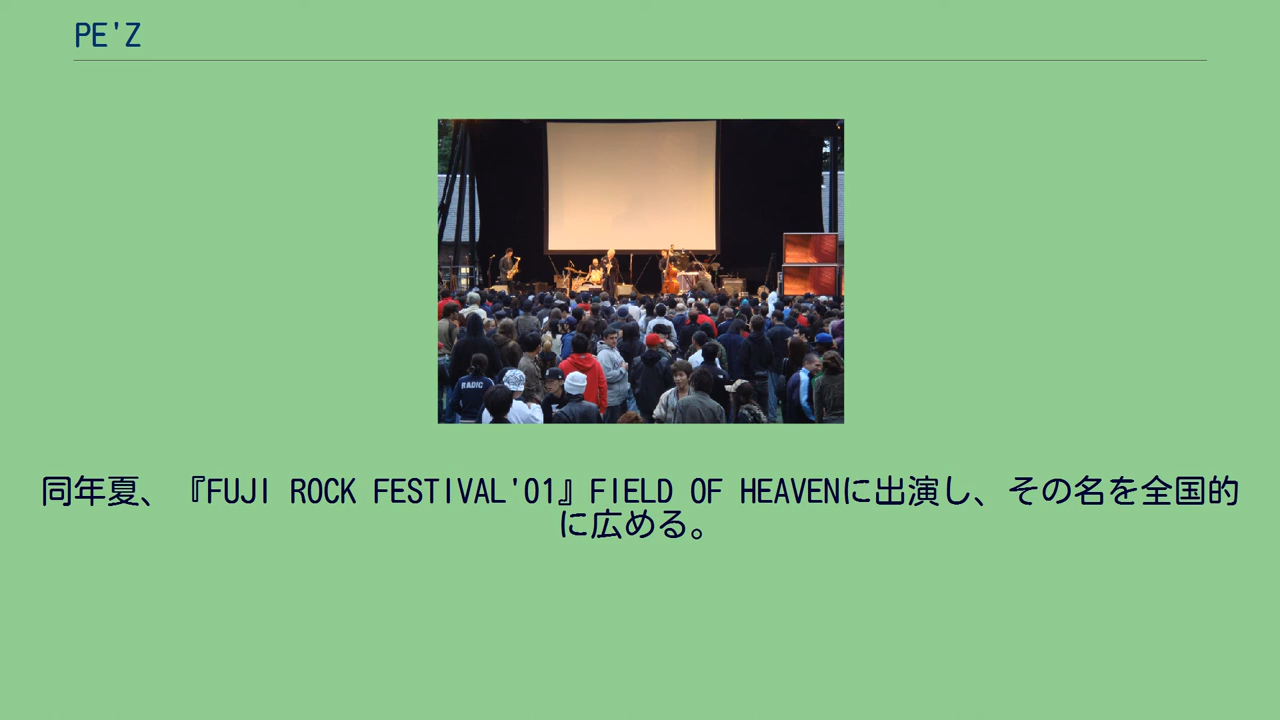 PE'Z
RADIC
同年夏、『FUJI ROCK FESTIVAL'01』FIELD OF HEAVENに出演し、その名を全国的
に広める。